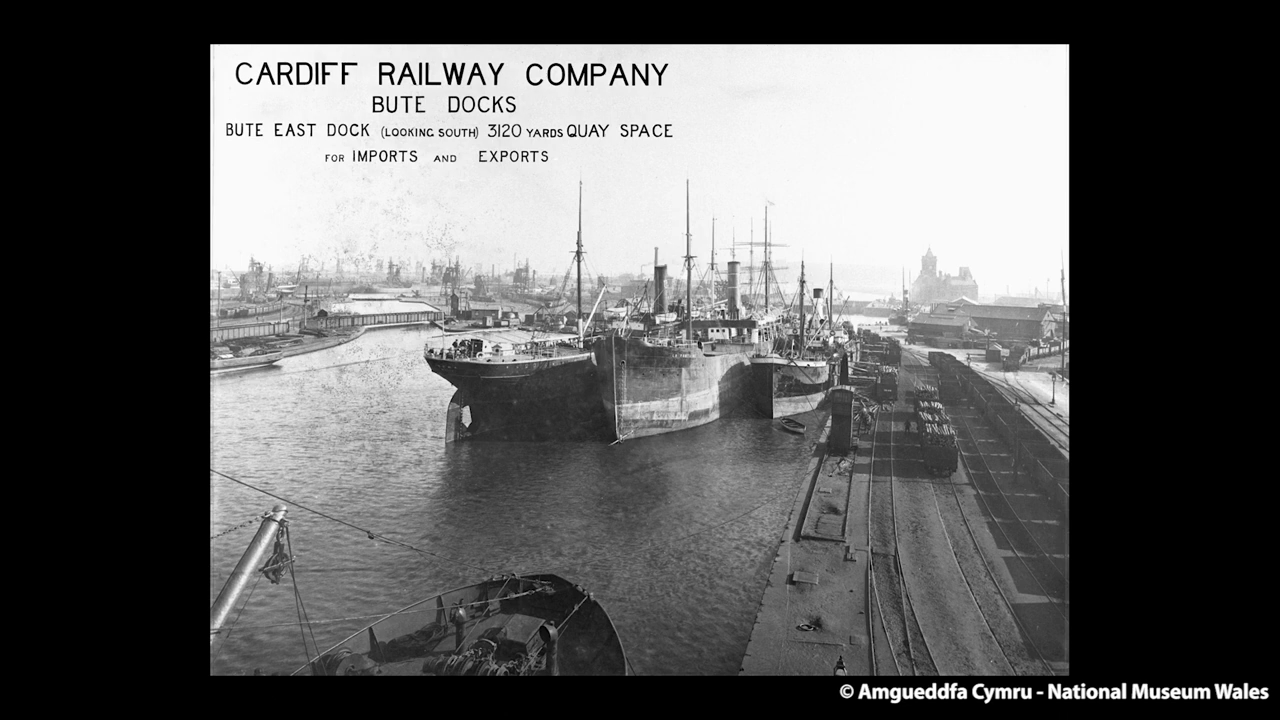 CARDIFF RAILWAY COMPANY
BUTE DOCKS
BUTE EAST DOCK (LOOKING SOUTH) 3120 YARDS QUAY SPACE
FOR IMPORTS AND EXPORTS
© Amgueddfa Cymru - National Museum Wales